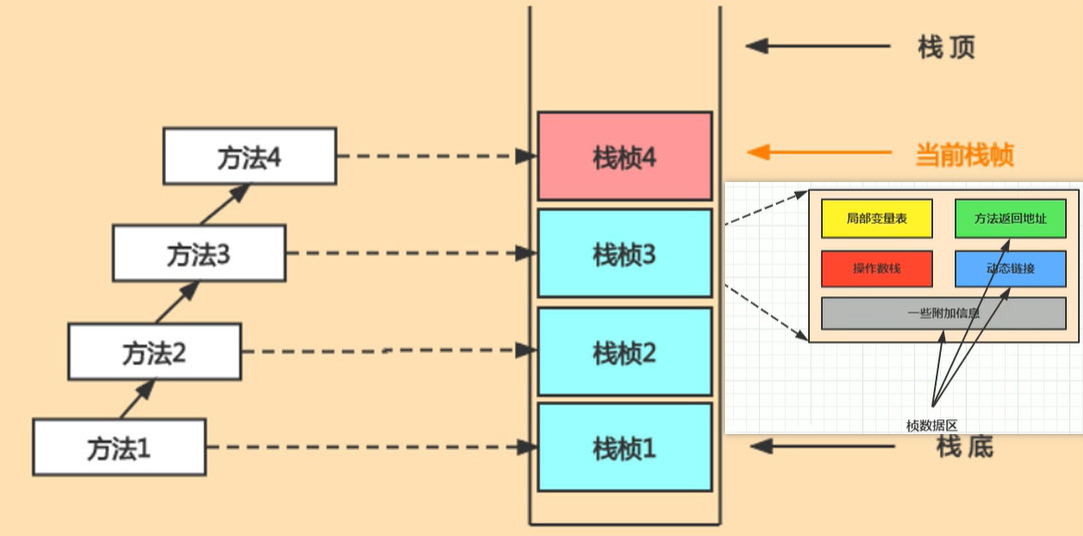 栈 顶
方法4
栈桢4
当前栈帧
方法3
栈桢3
局部变量表
方法返回地址
操作数栈
动态链接
一些附加信息
方法2
栈桢2
桢数据区
方法1
栈桢1
栈 底